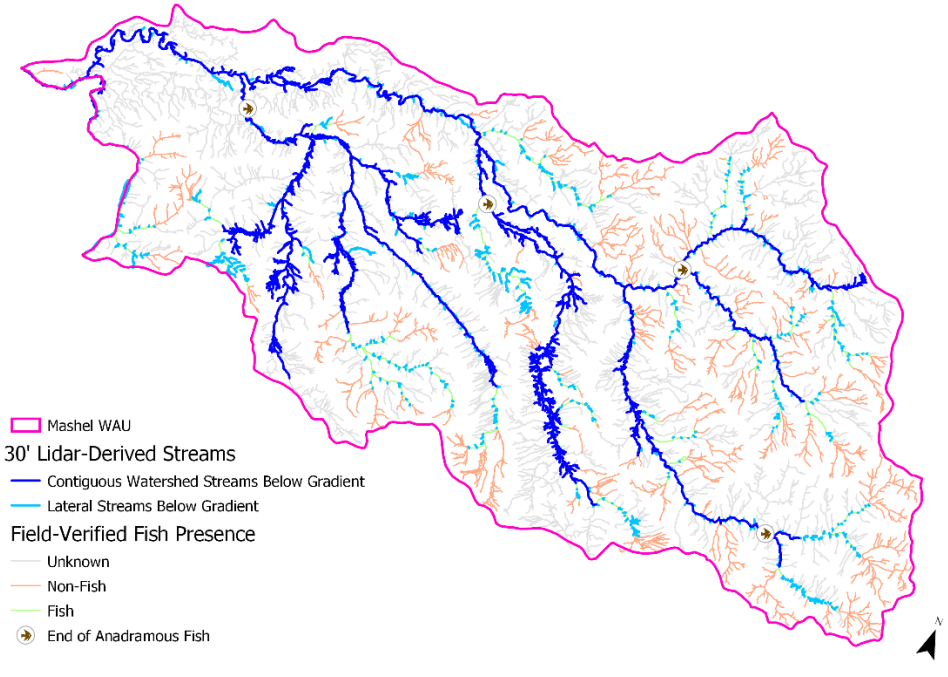 Mashel WAU
30' Lidar-Derived Streams
Contiguous Watershed Streams Below Gradient
Lateral Streams Below Gradient
Field-Verified Fish Presence
Unknown
Non-Fish
Fish
End of Anadramous Fish
N